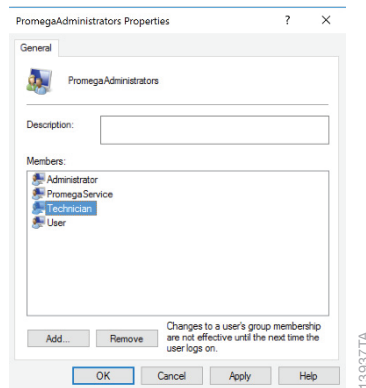 PromegaAdministrators Properties ? ×
General
PromegaAdministrators
Description:
Members:
Administrator
PromegaService
Technician
User
Add... Remove
Changes to a user's group membership
are not effective until the next time the
user logs on.
OK Cancel Apply Help
13937TA